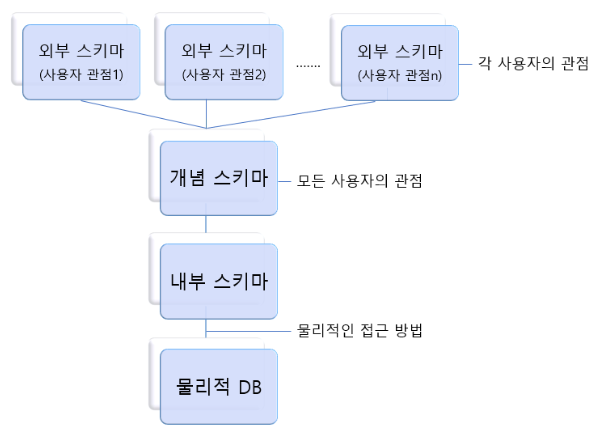 외부 스키마
(사용자 관점1)
외부 스키마
(사용자 관점2)
.......
외부 스키마
(사용자 관점n)
각 사용자의 관점
개념 스키마
모든 사용자의 관점
내부 스키마
물리적인 접근 방법
물리적 DB